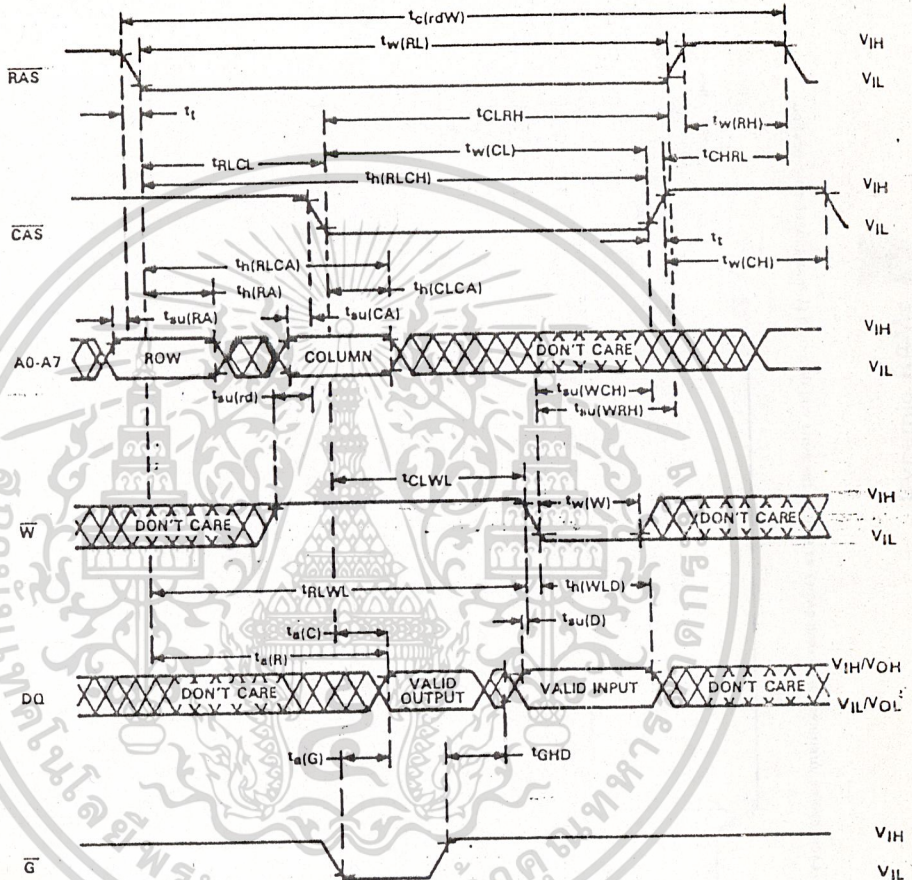 tc(rdW)
tw(RL)
VIH
RAS
VIL
tt
tCLRH
tw(RH)
tRLCL
tw(CL)
tCHRL
th(RLCH)
VIH
CAS
VIL
tt
th(RLCA)
tw(CH)
th(RA)
th(CLCA)
tsu(RA)
tsu(CA)
VIH
A0-A7
ROW
COLUMN
DON'T CARE
VIL
tsu(rd)
tsu(WCH)
tsu(WRH)
tCLWL
tw(W)
VIH
W
DON'T CARE
DON'T CARE
VIL
tRLWL
th(WLD)
tsu(D)
ta(C)
ta(R)
VIH/VOH
DQ
DON'T CARE
VALID OUTPUT
VALID INPUT
DON'T CARE
VIL/VOL
ta(G)
tGHD
VIH
G
VIL